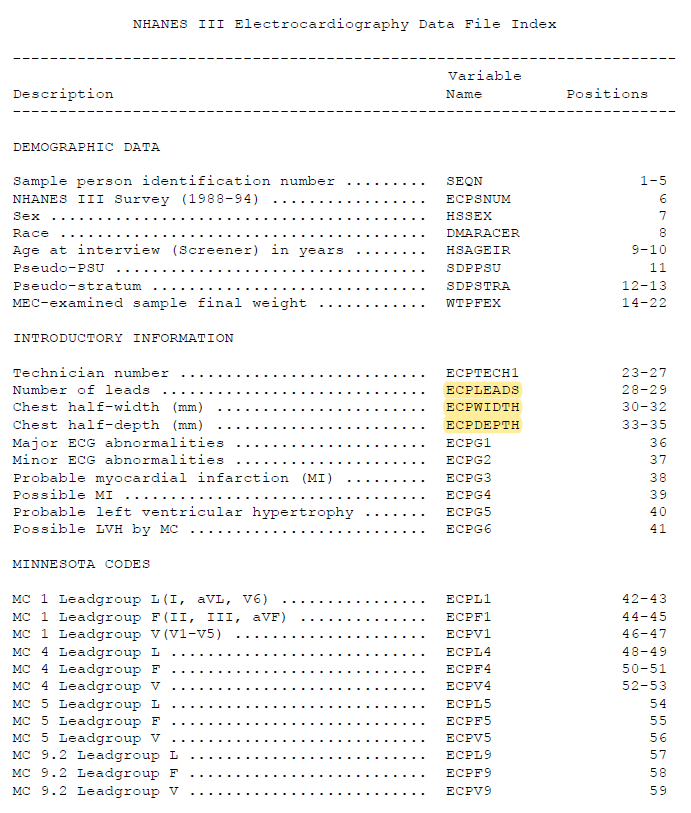 NHANES III Electrocardiography Data File Index
------------------------------------------------------------------------
Variable
Description Name Positions
------------------------------------------------------------------------
DEMOGRAPHIC DATA
Sample person identification number ......... SEQN 1-5
NHANES III Survey (1988-94) ................. ECPSNUM 6
Sex ......................................... HSSEX 7
Race ........................................ DMARACER 8
Age at interview (Screener) in years ........ HSAGEIR 9-10
Pseudo-PSU .................................. SDPPSU 11
Pseudo-stratum .............................. SDPSTRA 12-13
MEC-examined sample final weight ............ WTPFEX 14-22
INTRODUCTORY INFORMATION
Technician number ........................... ECPTECH1 23-27
Number of leads ............................. ECPLEADS 28-29
Chest half-width (mm) ....................... ECPWIDTH 30-32
Chest half-depth (mm) ....................... ECPDEPTH 33-35
Major ECG abnormalities ..................... ECPG1 36
Minor ECG abnormalities ..................... ECPG2 37
Probable myocardial infarction (MI) ......... ECPG3 38
Possible MI ................................. ECPG4 39
Probable left ventricular hypertrophy ....... ECPG5 40
Possible LVH by MC .......................... ECPG6 41
MINNESOTA CODES
MC 1 Leadgroup L(I, aVL, V6) ................ ECPL1 42-43
MC 1 Leadgroup F(II, III, aVF) .............. ECPF1 44-45
MC 1 Leadgroup V(V1-V5) ..................... ECPV1 46-47
MC 4 Leadgroup L ............................ ECPL4 48-49
MC 4 Leadgroup F ............................ ECPF4 50-51
MC 4 Leadgroup V ............................ ECPV4 52-53
MC 5 Leadgroup L ............................ ECPL5 54
MC 5 Leadgroup F ............................ ECPF5 55
MC 5 Leadgroup V ............................ ECPV5 56
MC 9.2 Leadgroup L .......................... ECPL9 57
MC 9.2 Leadgroup F .......................... ECPF9 58
MC 9.2 Leadgroup V .......................... ECPV9 59